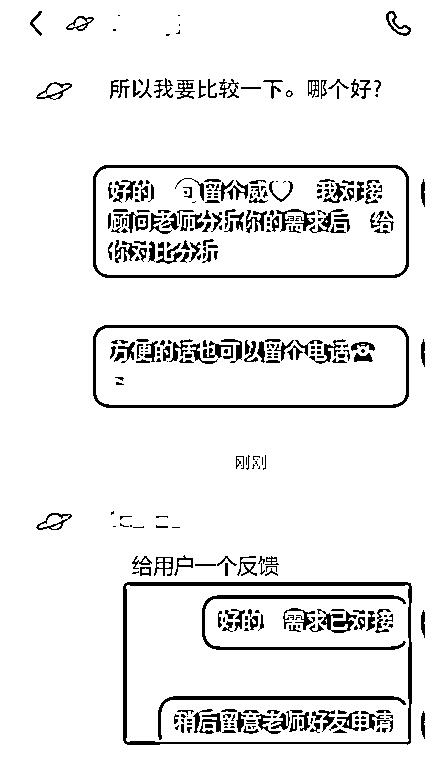 所以我要比较一下。哪个好?
好的 可留个威♡ 我对接
顾问老师分析你的需求后 给
你对比分析
方便的话也可以留个电话☎
刚刚
给用户一个反馈
好的 需求已对接
稍后留意老师好友申请